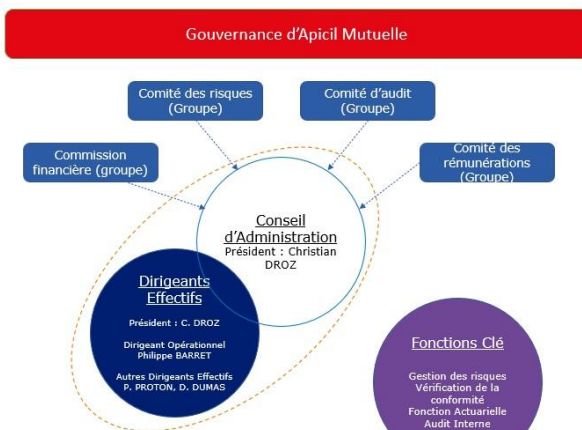 Gouvernance d'Apicil Mutuelle
Comité des risques
(Groupe)
Comité d'audit
(Groupe)
Commission
financière (groupe)
Comité des
rémunérations
(Groupe)
Conseil
d'Administration
Président : Christian
DROZ
Dirigeants
Effectifs
Président : C. DROZ
Dirigeant Opérationnel
Philippe BARRET
Autres Dirigeants Effectifs
P. PROTON, D. DUMAS
Fonctions Clé
Gestion des risques
Vérification de la
conformité
Fonction Actuarielle
Audit Interne